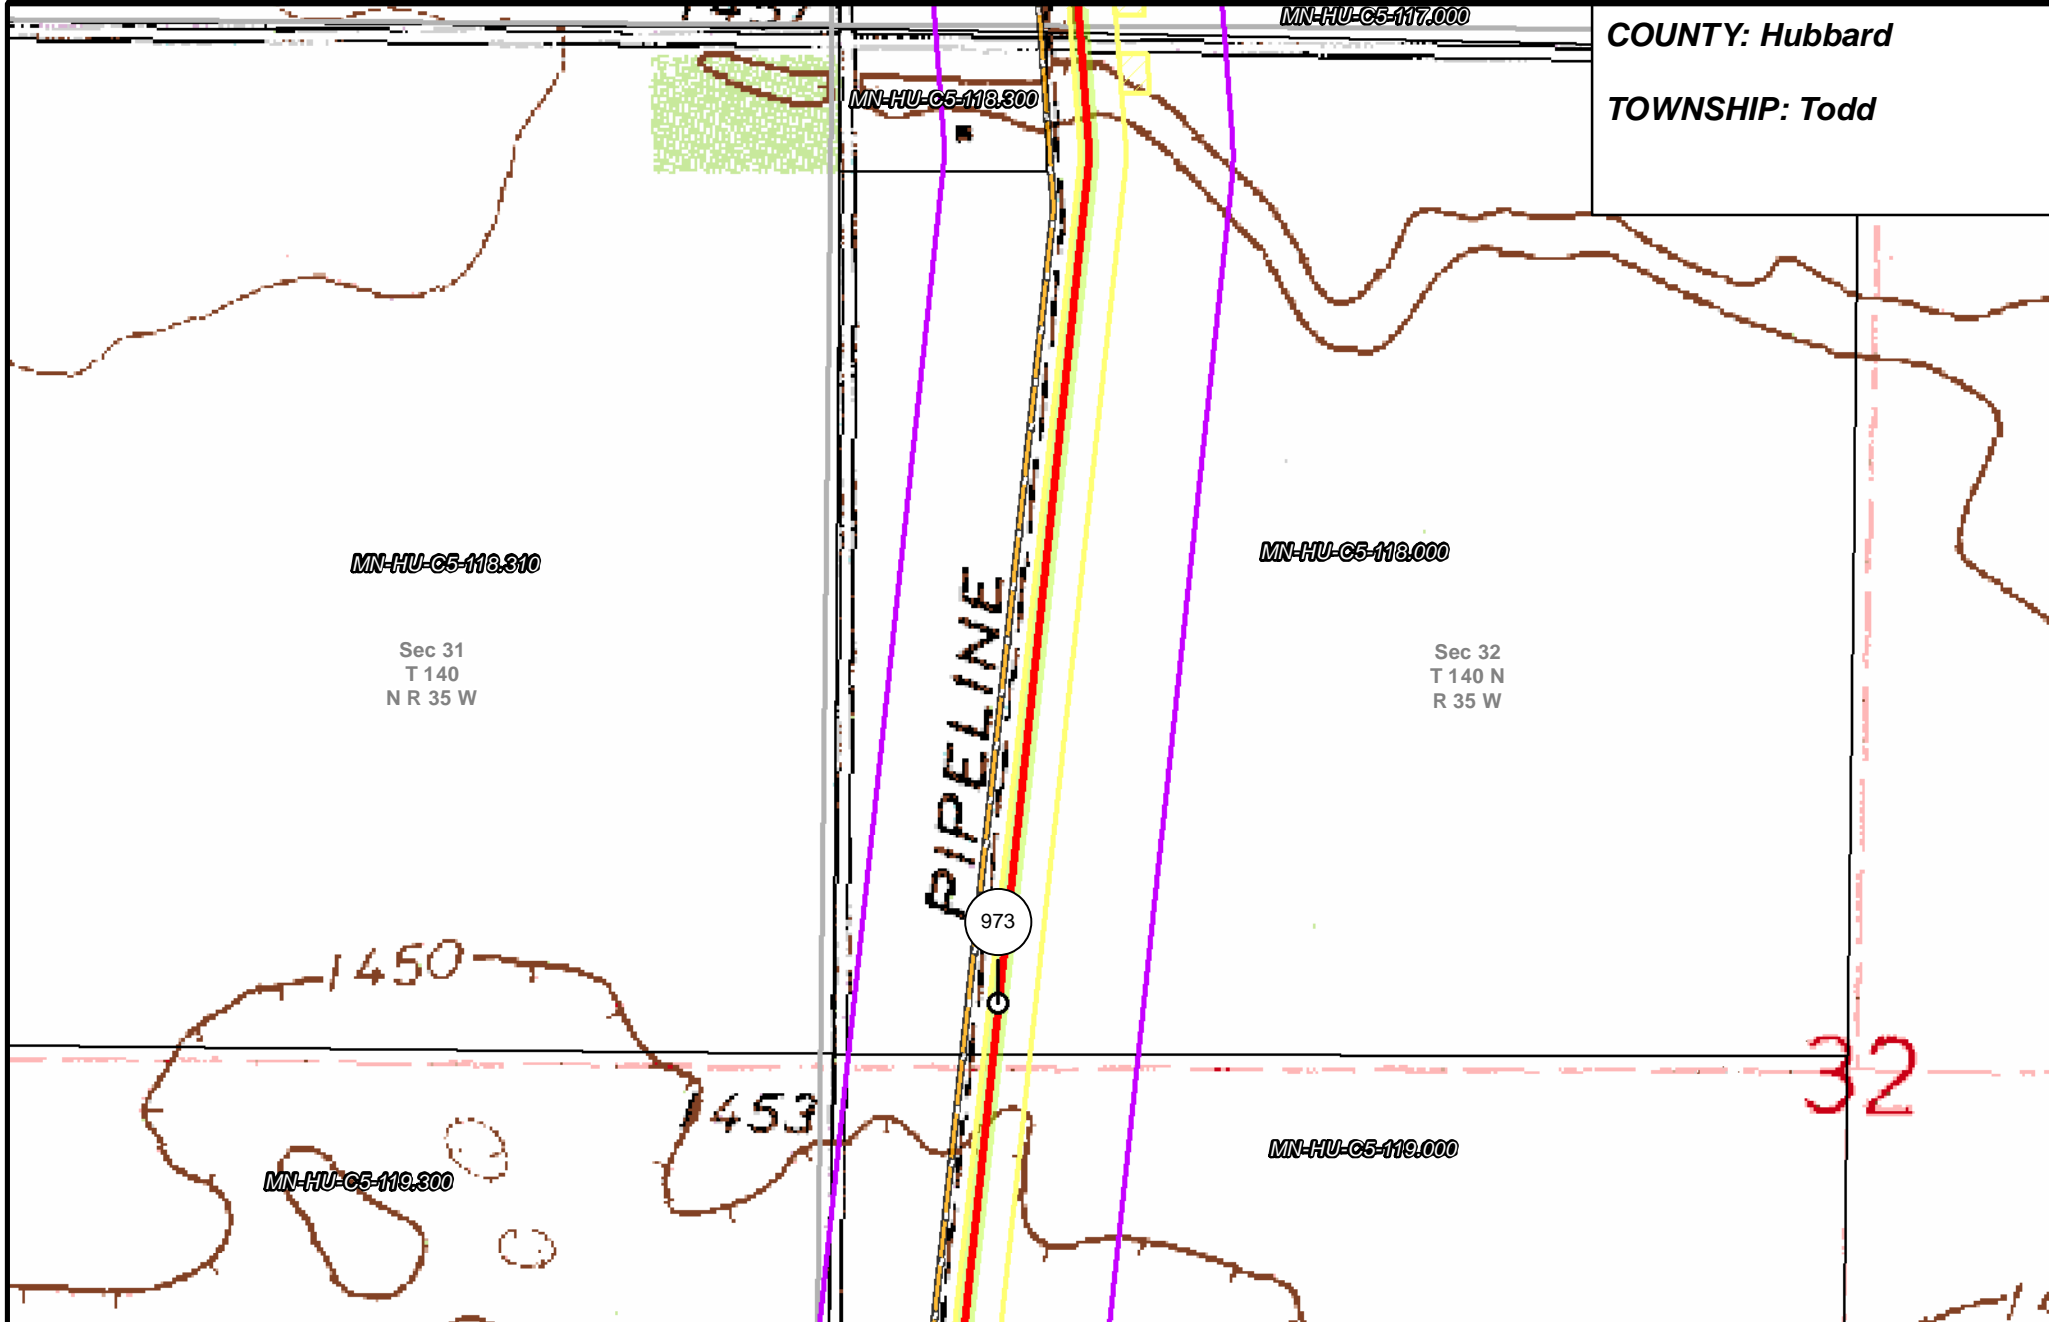 MN-HU-C5-117.000
COUNTY: Hubbard
TOWNSHIP: Todd
MN-HU-C5-118.300
MN-HU-C5-118.310
MN-HU-C5-118.000
Sec 31
T 140
N R 35 W
Sec 32
T 140 N
R 35 W
PIPELINE
973
1450
32
1453
MN-HU-C5-119.000
MN-HU-C5-119.300